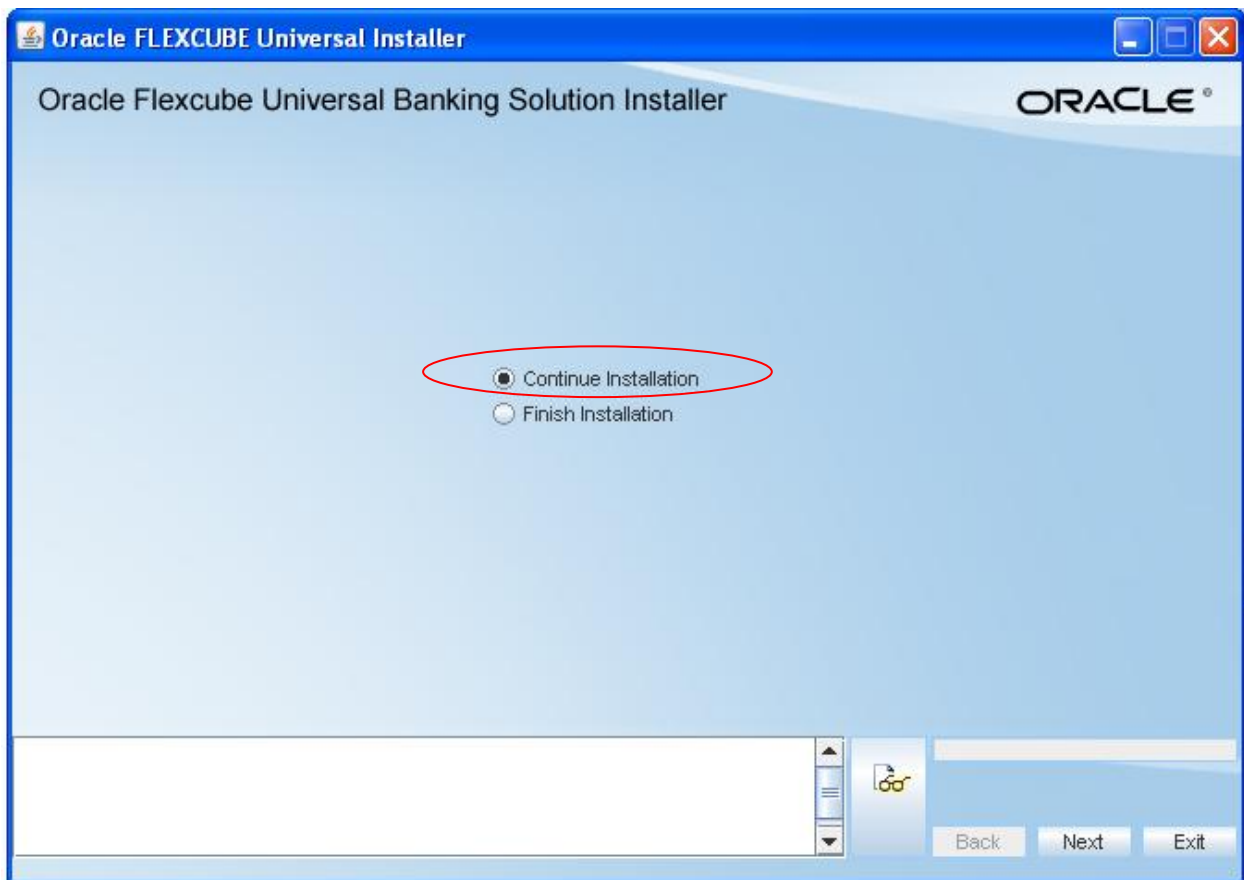 Oracle FLEXCUBE Universal Installer
Oracle Flexcube Universal Banking Solution Installer
ORACLE®
Continue Installation
Finish Installation
Back Next Exit